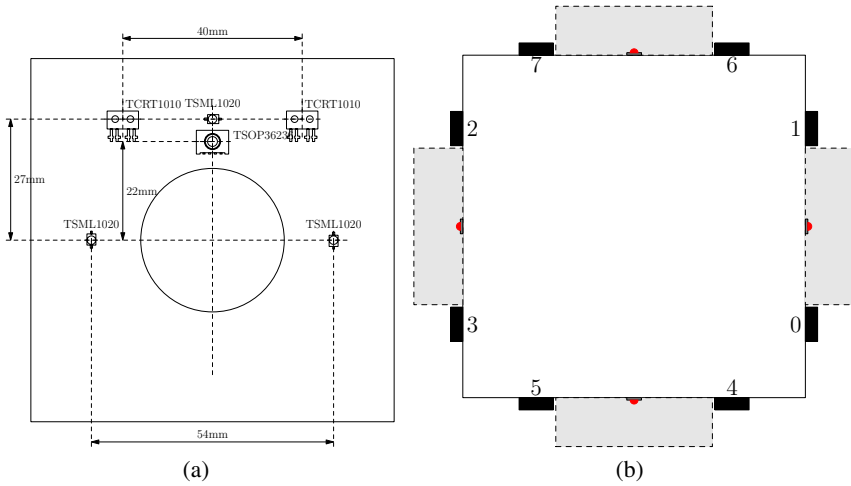 40mm
TCRT1010 TSML1020 TCRT1010
TSOP3623
27mm
22mm
TSML1020 TSML1020
54mm
(a)
7 6
2 1
3 0
5 4
(b)